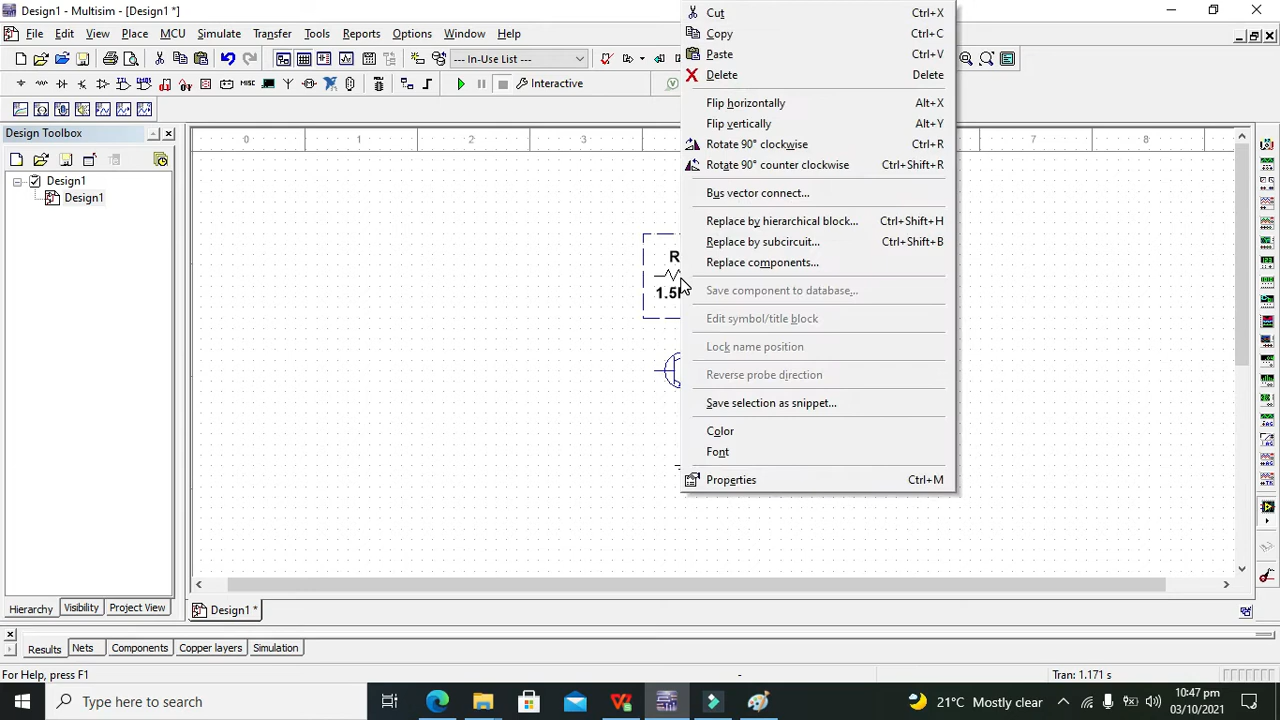 Design1 - Multisim - [Design1 *]
File Edit View Place MCU Simulate Transfer Tools Reports Options Window Help
--- In-Use List ---
Interactive
Design Toolbox
Design1
Design1
0 1 2 3 7 8
R
1.5
Cut Ctrl+X
Copy Ctrl+C
Paste Ctrl+V
Delete Delete
Flip horizontally Alt+X
Flip vertically Alt+Y
Rotate 90° clockwise Ctrl+R
Rotate 90° counter clockwise Ctrl+Shift+R
Bus vector connect...
Replace by hierarchical block... Ctrl+Shift+H
Replace by subcircuit... Ctrl+Shift+B
Replace components...
Save component to database...
Edit symbol/title block
Lock name position
Reverse probe direction
Save selection as snippet...
Color
Font
Properties Ctrl+M
Hierarchy Visibility Project View
Design1 *
Results Nets Components Copper layers Simulation
For Help, press F1 - Tran: 1.171 s
Type here to search
21°C Mostly clear
10:47 pm
03/10/2021